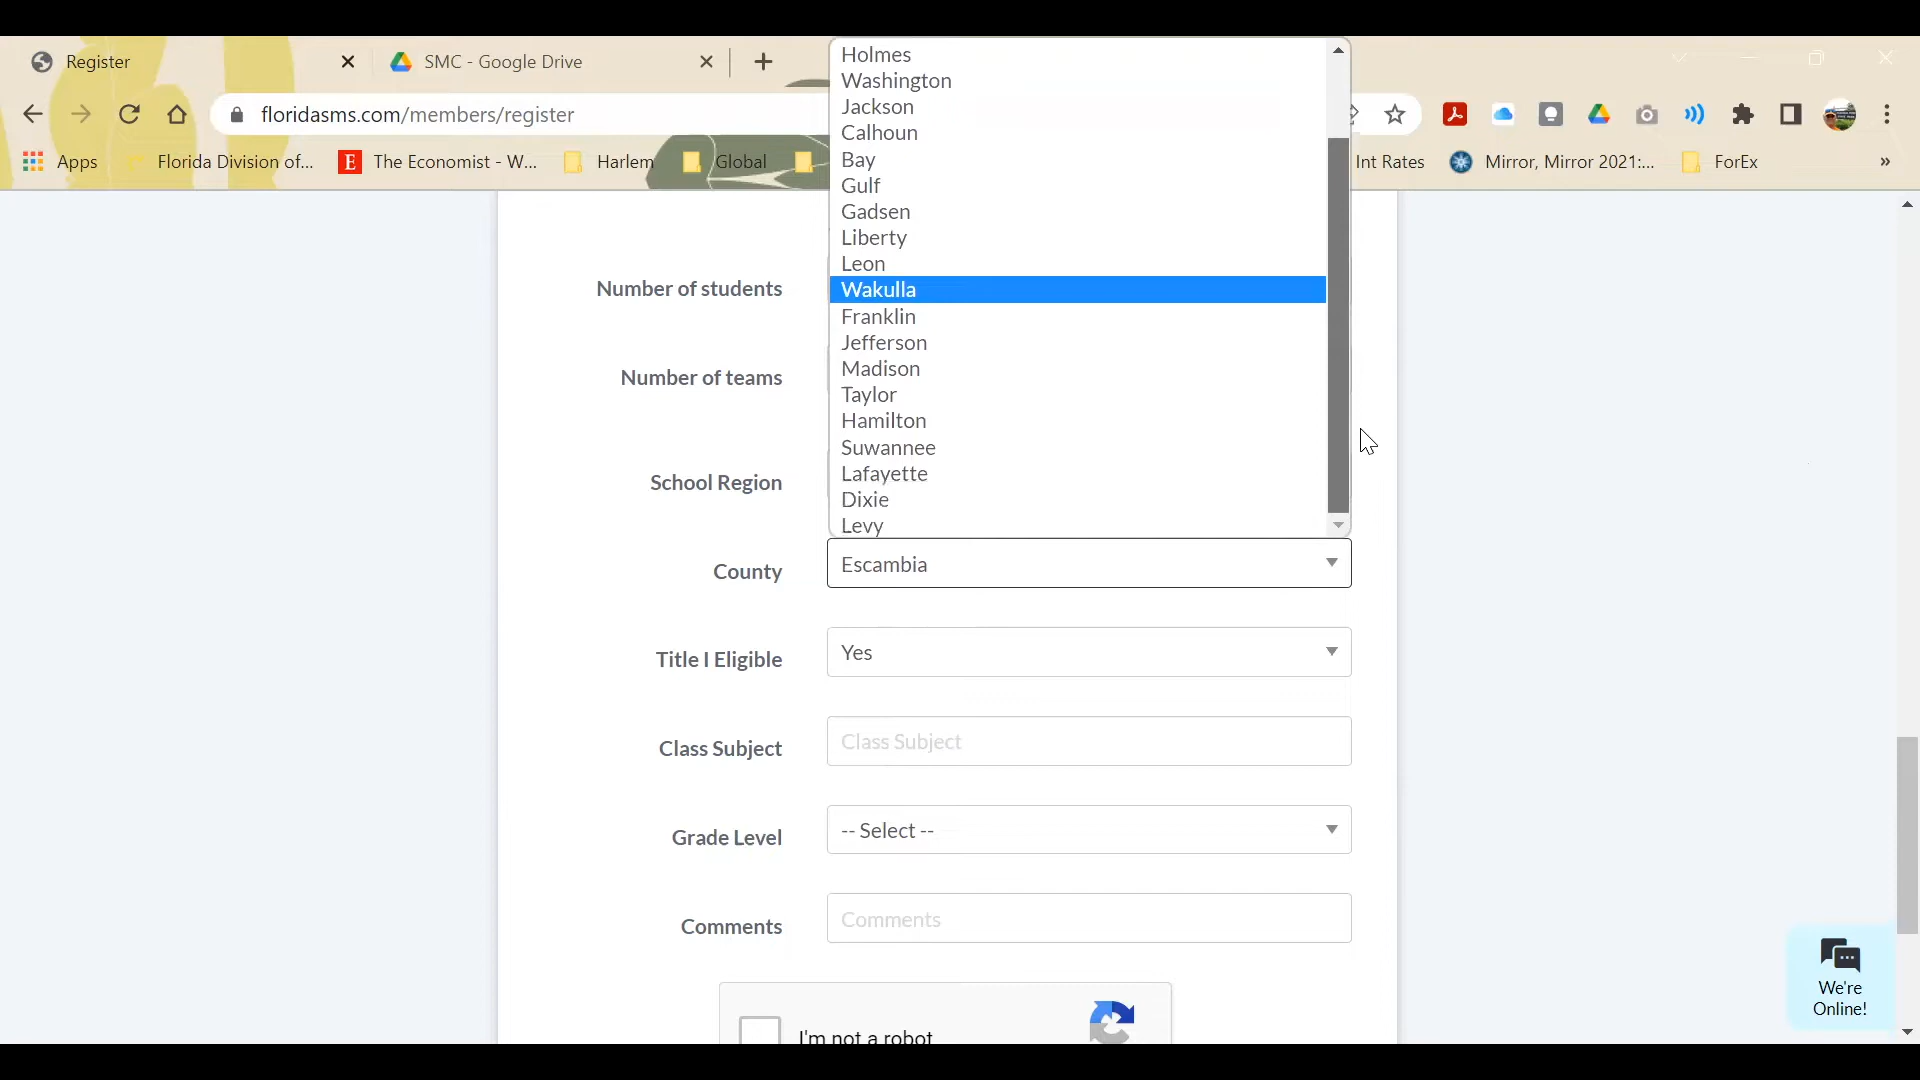 Register
SMC - Google Drive
floridasms.com/members/register
Apps
Florida Division of...
The Economist - W...
Harlem
Global
Int Rates
Mirror, Mirror 2021:...
ForEx
»
Holmes
Washington
Jackson
Calhoun
Bay
Gulf
Gadsen
Liberty
Leon
Wakulla
Franklin
Jefferson
Madison
Taylor
Hamilton
Suwannee
Lafayette
Dixie
Levy
Number of students
Number of teams
School Region
County
Escambia
Title I Eligible
Yes
Class Subject
Class Subject
Grade Level
-- Select --
Comments
Comments
I'm not a robot
We're
Online!